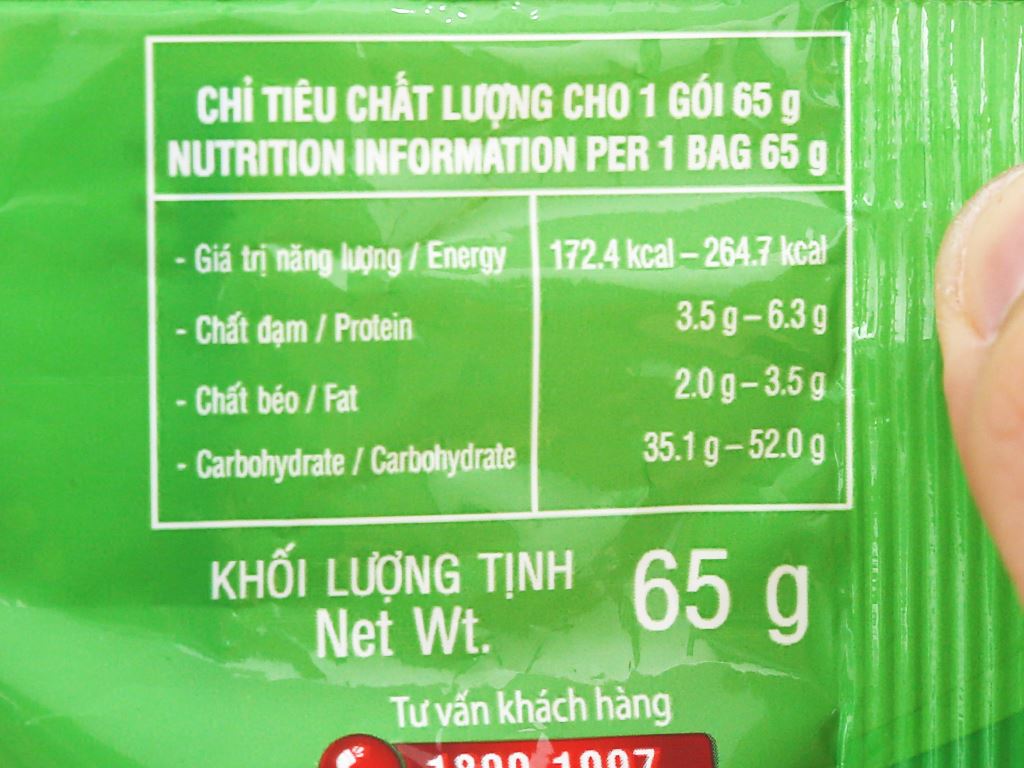 CHỈ TIÊU CHẤT LƯỢNG CHO 1 GÓI 65 g
NUTRITION INFORMATION PER 1 BAG 65 g
- Giá trị năng lượng / Energy 172.4 kcal – 264.7 kcal
- Chất đạm / Protein 3.5 g – 6.3 g
- Chất béo / Fat 2.0 g – 3.5 g
- Carbohydrate / Carbohydrate 35.1 g – 52.0 g
KHỐI LƯỢNG TỊNH 65 g
Net Wt.
Tư vấn khách hàng